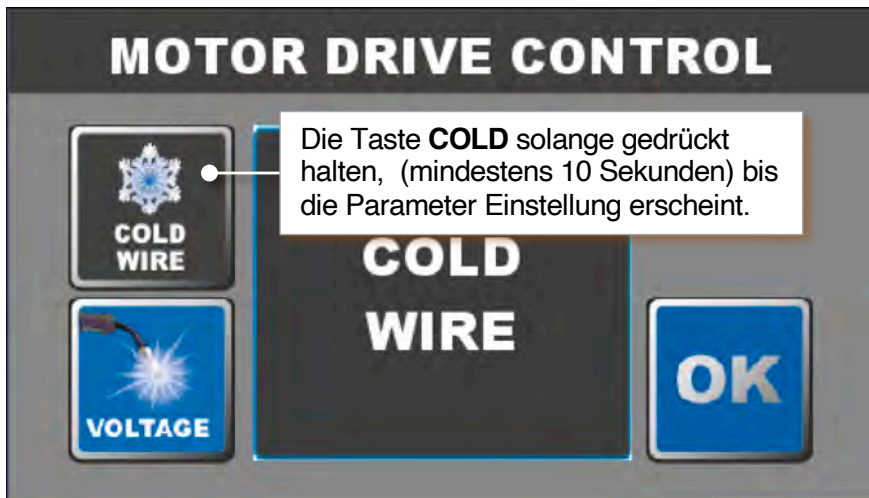 MOTOR DRIVE CONTROL
Die Taste COLD solange gedrückt
halten, (mindestens 10 Sekunden) bis
die Parameter Einstellung erscheint.
COLD
WIRE
COLD
WIRE
VOLTAGE
OK